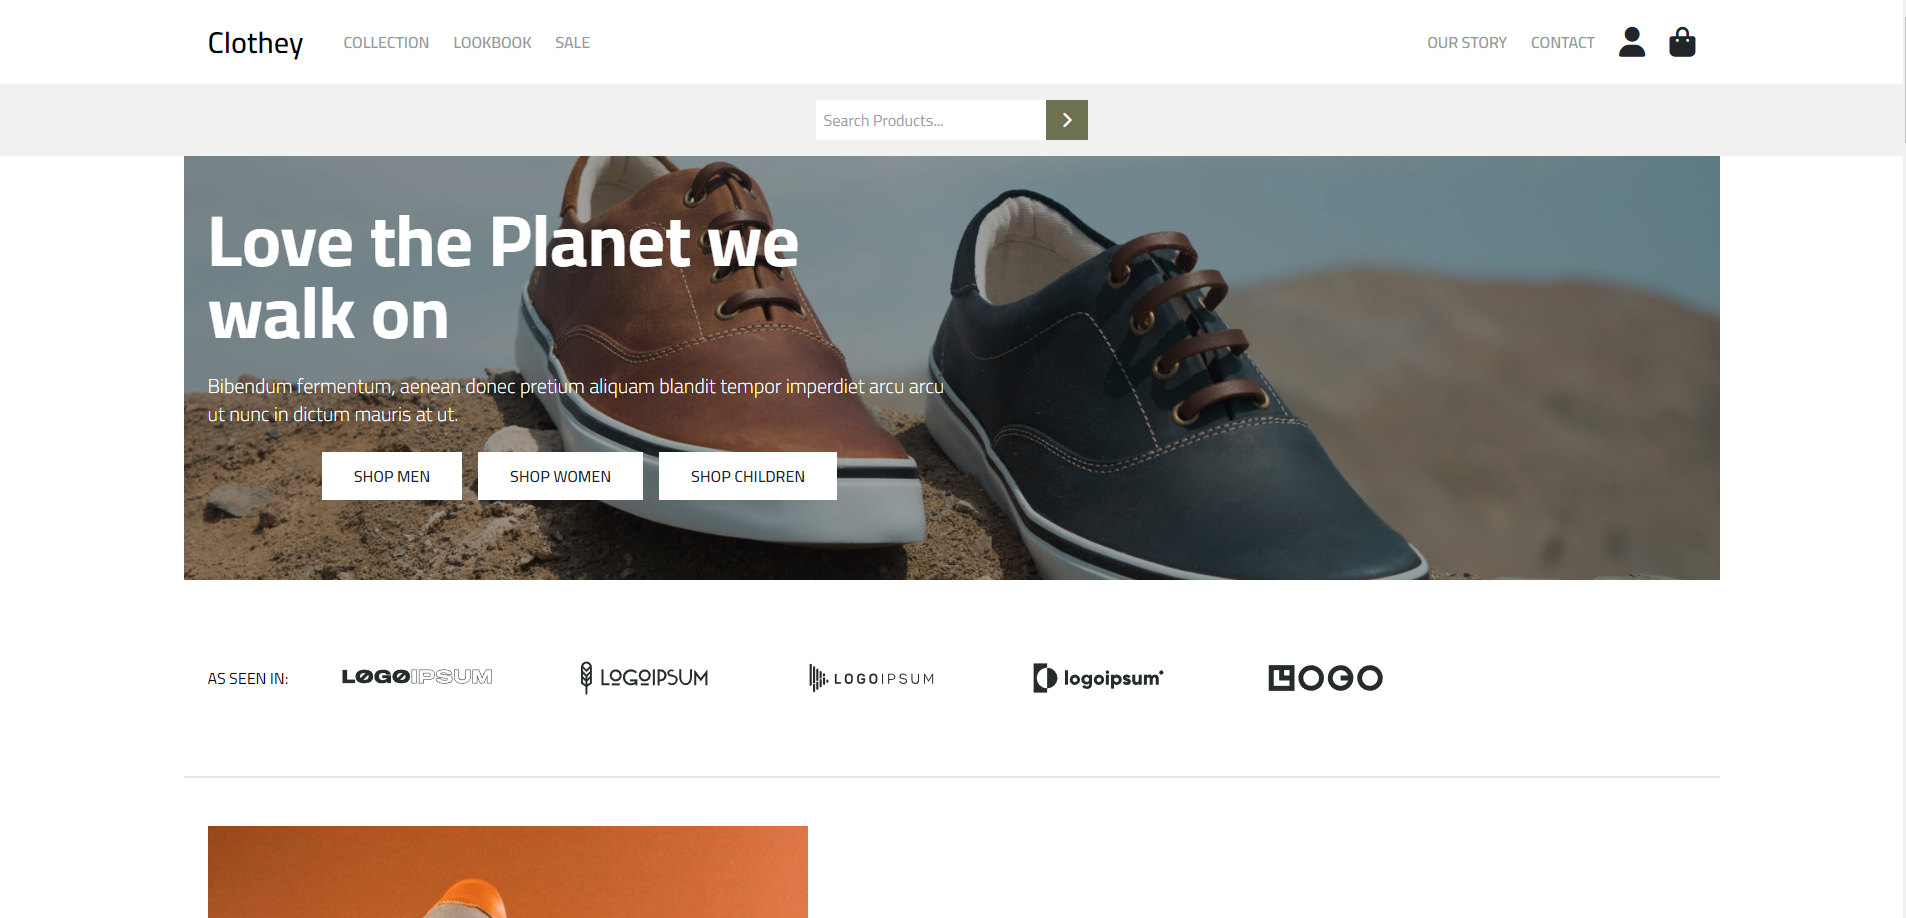 Clothey COLLECTION LOOKBOOK SALE OUR STORY CONTACT
Search Products...
Love the Planet we
walk on
Bibendum fermentum, aenean donec pretium aliquam blandit tempor imperdiet arcu arcu
ut nunc in dictum mauris at ut.
SHOP MEN SHOP WOMEN SHOP CHILDREN
AS SEEN IN: LOGOIPSUM LOGOIPSUM LOGOIPSUM logoipsum LOGO